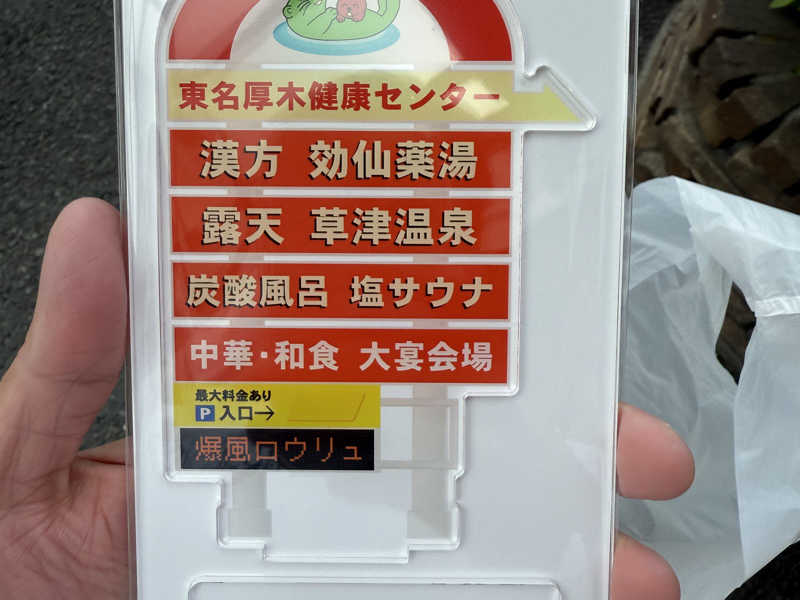 東名厚木健康センター
漢方 効仙薬湯
露天 草津温泉
炭酸風呂 塩サウナ
中華・和食 大宴会場
最大料金あり
P 入口→
爆風ロウリュ